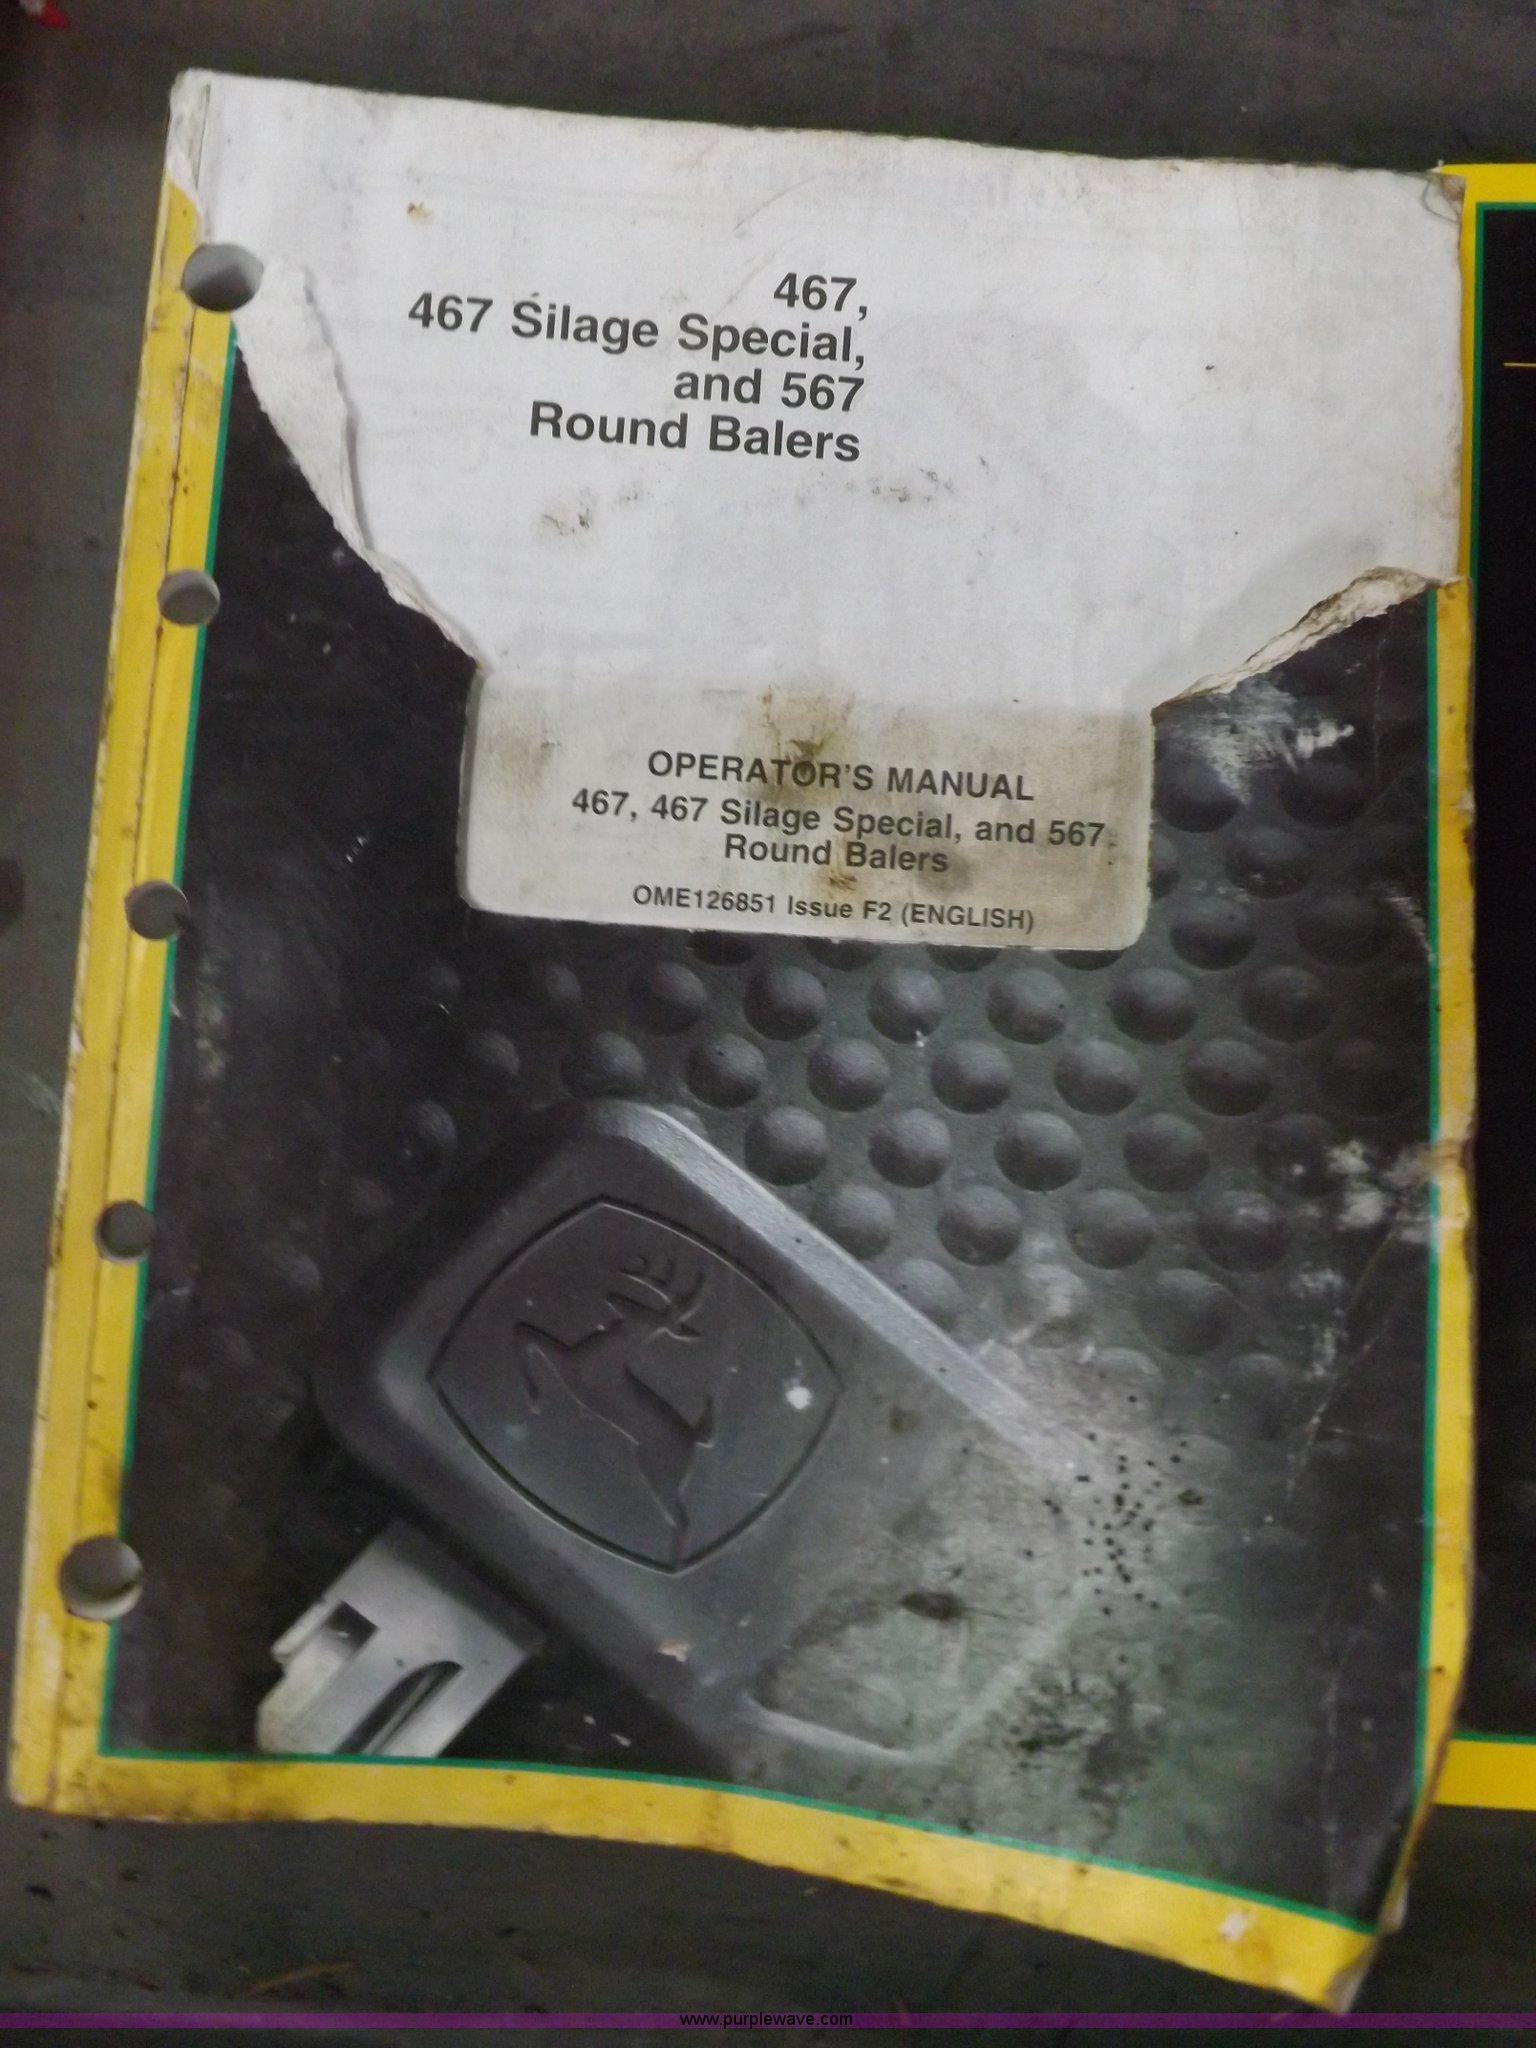 467,
467 Silage Special,
and 567
Round Balers
OPERATOR'S MANUAL
467, 467 Silage Special, and 567
Round Balers
OME126851 Issue F2 (ENGLISH)
www.purplewave.com